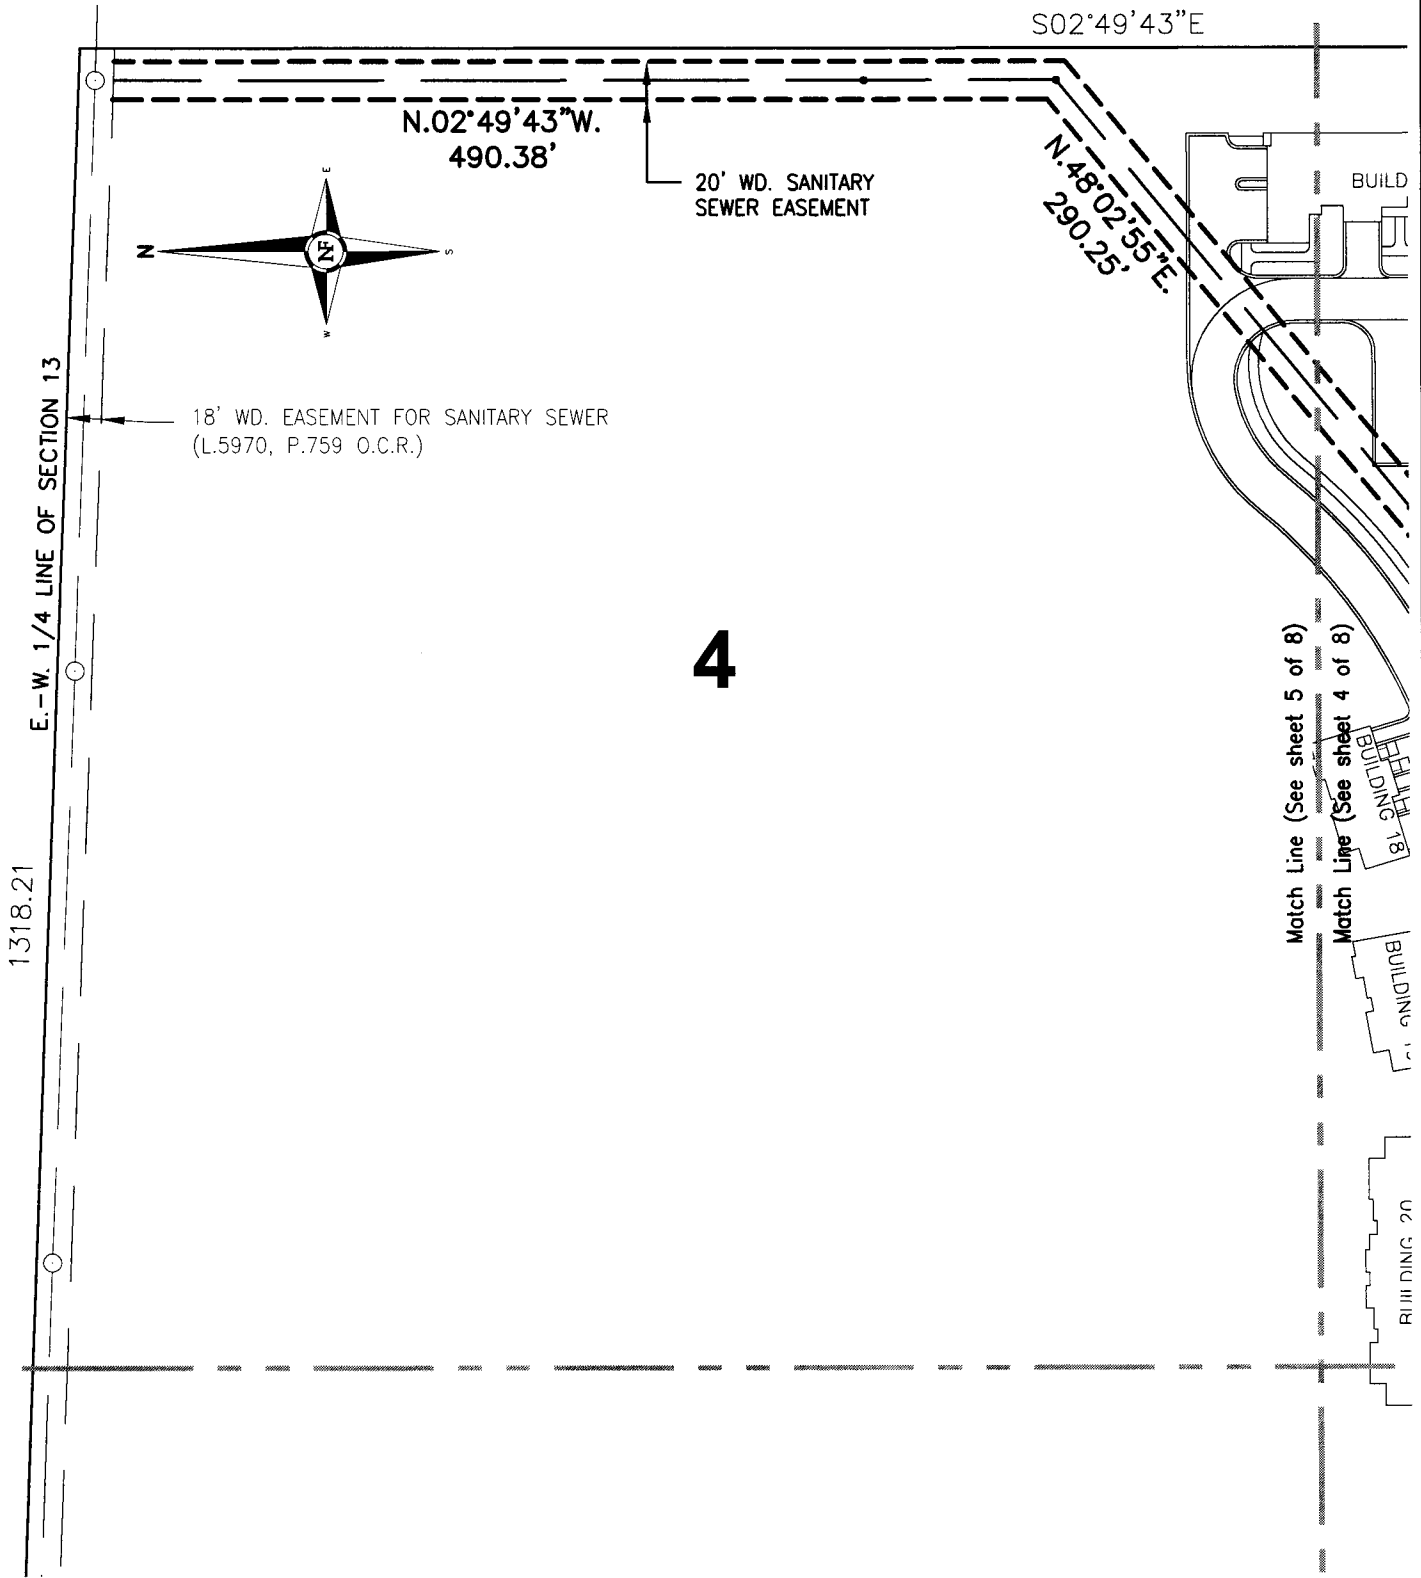 S02°49'43"E
N.02°49'43"W.
490.38'
20' WD. SANITARY
SEWER EASEMENT
N.48°02'55"E.
290.25'
BUILD
E
N
NF
S
W
18' WD. EASEMENT FOR SANITARY SEWER
(L.5970, P.759 O.C.R.)
E.-W. 1/4 LINE OF SECTION 13
1318.21
4
Match Line (See sheet 5 of 8)
Match Line (See sheet 4 of 8)
BUILDING 18
BUILDING
BUILDING 20